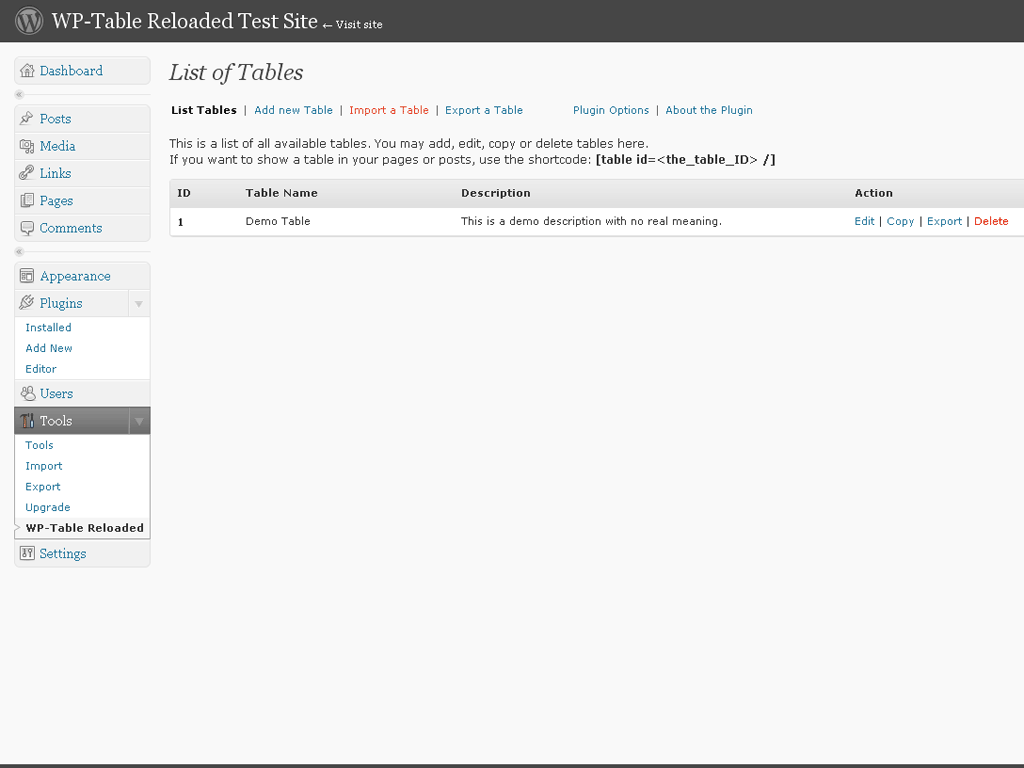 WP-Table Reloaded Test Site ← Visit site
Dashboard
Posts
Media
Links
Pages
Comments
Appearance
Plugins
Installed
Add New
Editor
Users
Tools
Tools
Import
Export
Upgrade
WP-Table Reloaded
Settings
List of Tables
List Tables | Add new Table | Import a Table | Export a Table Plugin Options | About the Plugin
This is a list of all available tables. You may add, edit, copy or delete tables here.
If you want to show a table in your pages or posts, use the shortcode: [table id=<the_table_ID> /]
ID Table Name Description Action
1 Demo Table This is a demo description with no real meaning. Edit | Copy | Export | Delete